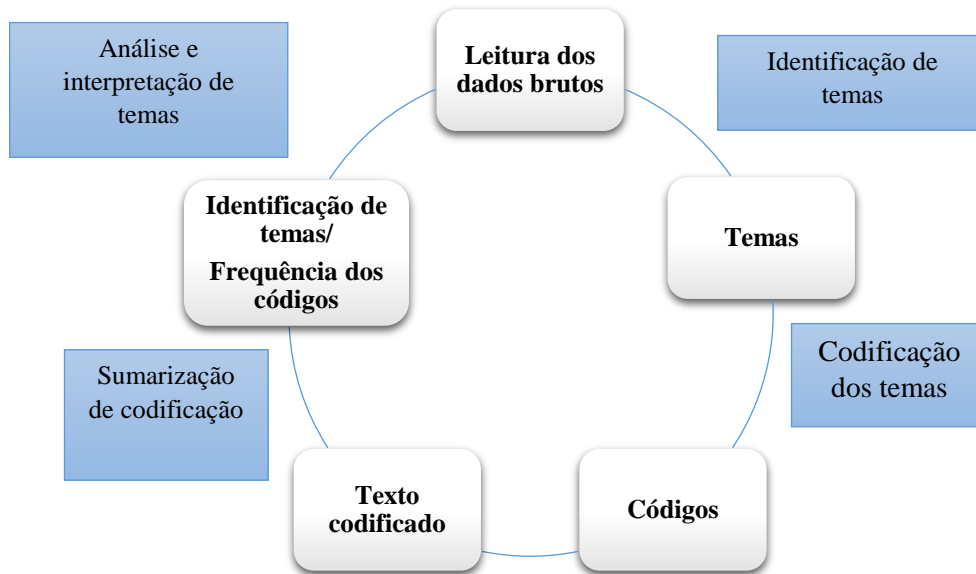 Análise e
interpretação de
temas
Leitura dos
dados brutos
Identificação de
temas
Identificação de
temas/
Frequência dos
códigos
Temas
Sumarização
de codificação
Codificação
dos temas
Texto
codificado
Códigos